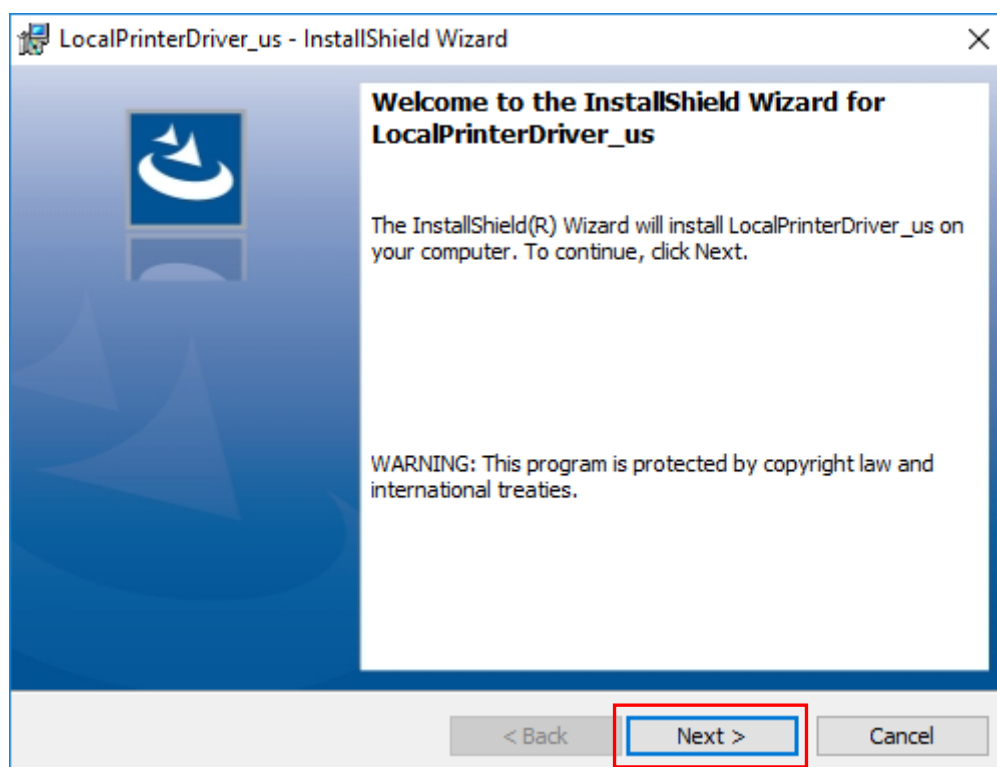 LocalPrinterDriver_us - InstallShield Wizard
Welcome to the InstallShield Wizard for
LocalPrinterDriver_us
The InstallShield(R) Wizard will install LocalPrinterDriver_us on
your computer. To continue, click Next.
WARNING: This program is protected by copyright law and
international treaties.
< Back
Next >
Cancel